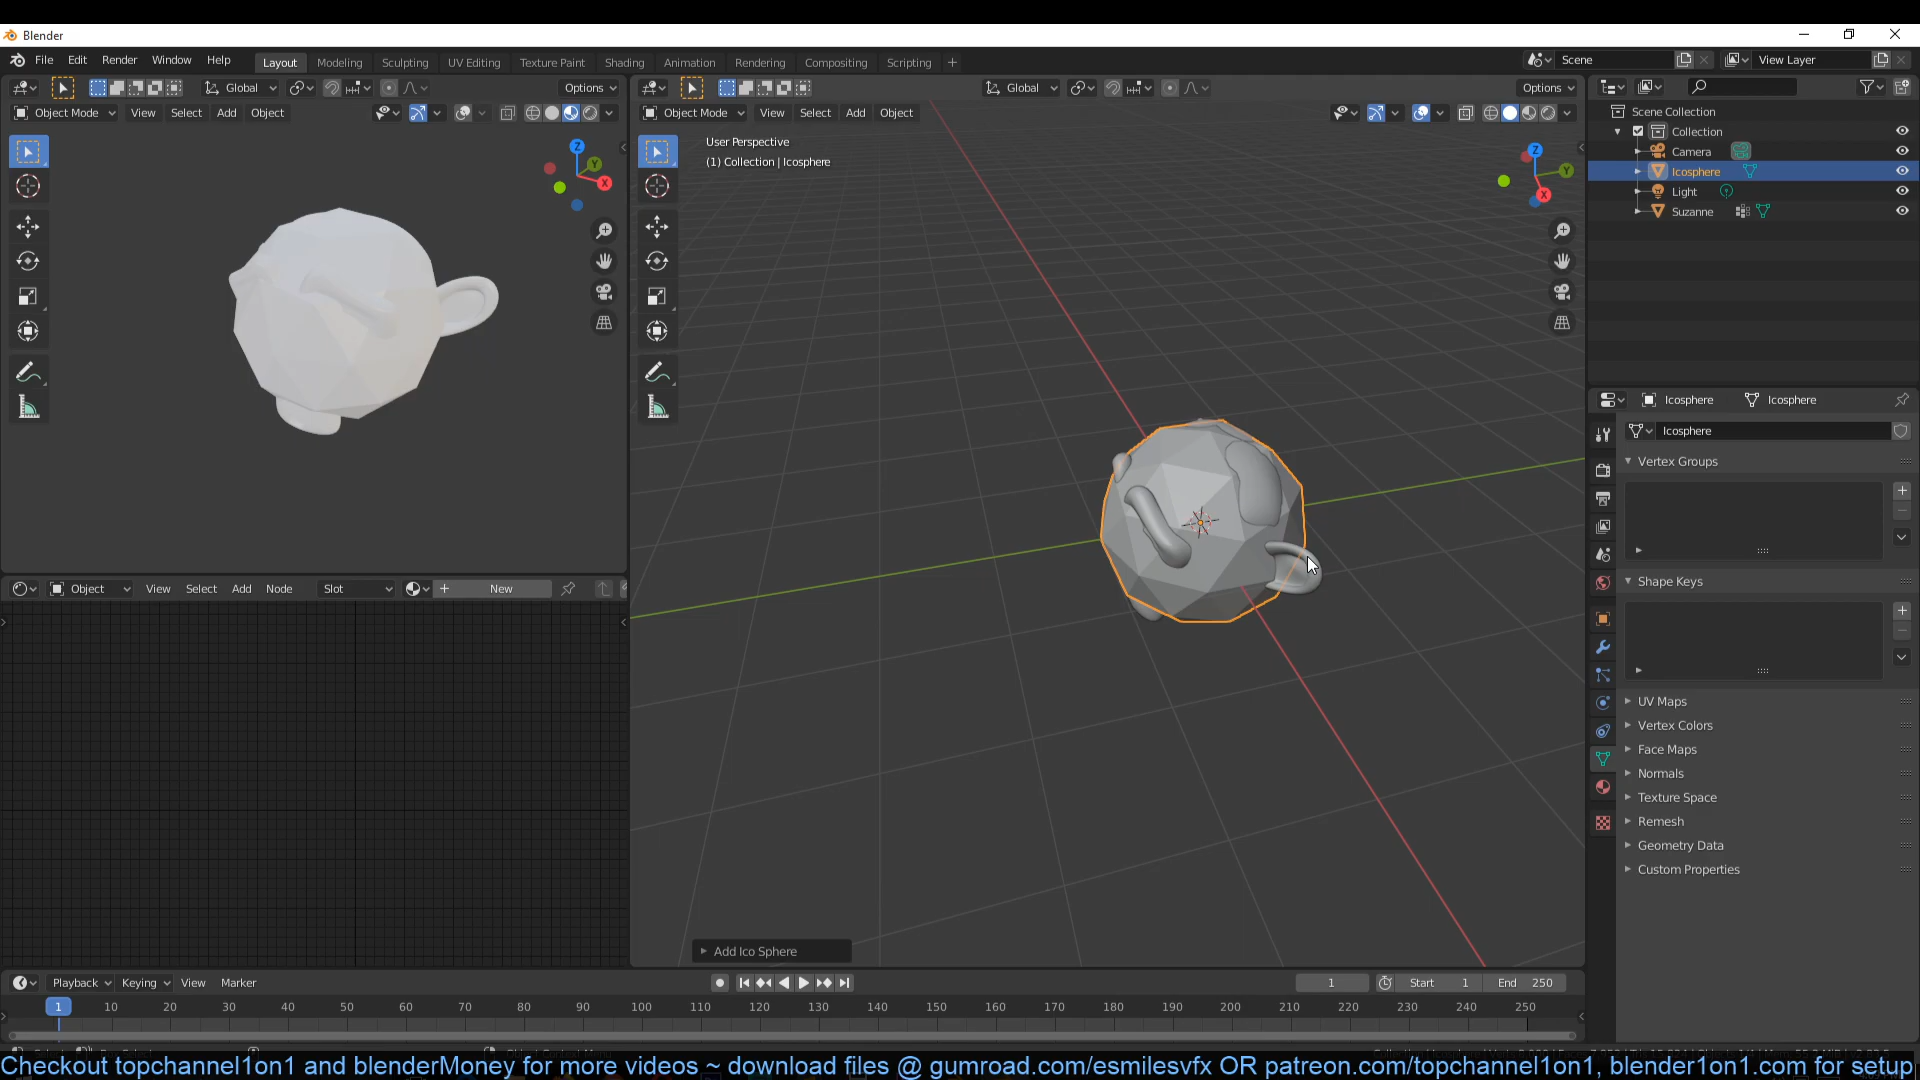 Blender
File Edit Render Window Help Layout Modeling Sculpting UV Editing Texture Paint Shading Animation Rendering Compositing Scripting + Scene View Layer
Global Options Global Options
Object Mode View Select Add Object Object Mode View Select Add Object
User Perspective
(1) Collection | Icosphere
Z Y X
Z Y X
Scene Collection
Collection
Camera
Icosphere
Light
Suzanne
Icosphere Icosphere
Icosphere
Vertex Groups
Shape Keys
UV Maps
Vertex Colors
Face Maps
Normals
Texture Space
Remesh
Geometry Data
Custom Properties
Object View Select Add Node Slot New
Add Ico Sphere
Playback Keying View Marker 1 Start 1 End 250
1 10 20 30 40 50 60 70 80 90 100 110 120 130 140 150 160 170 180 190 200 210 220 230 240 250
Checkout topchannel1on1 and blenderMoney for more videos ~ download files @ gumroad.com/esmilesvfx OR patreon.com/topchannel1on1, blender1on1.com for setup